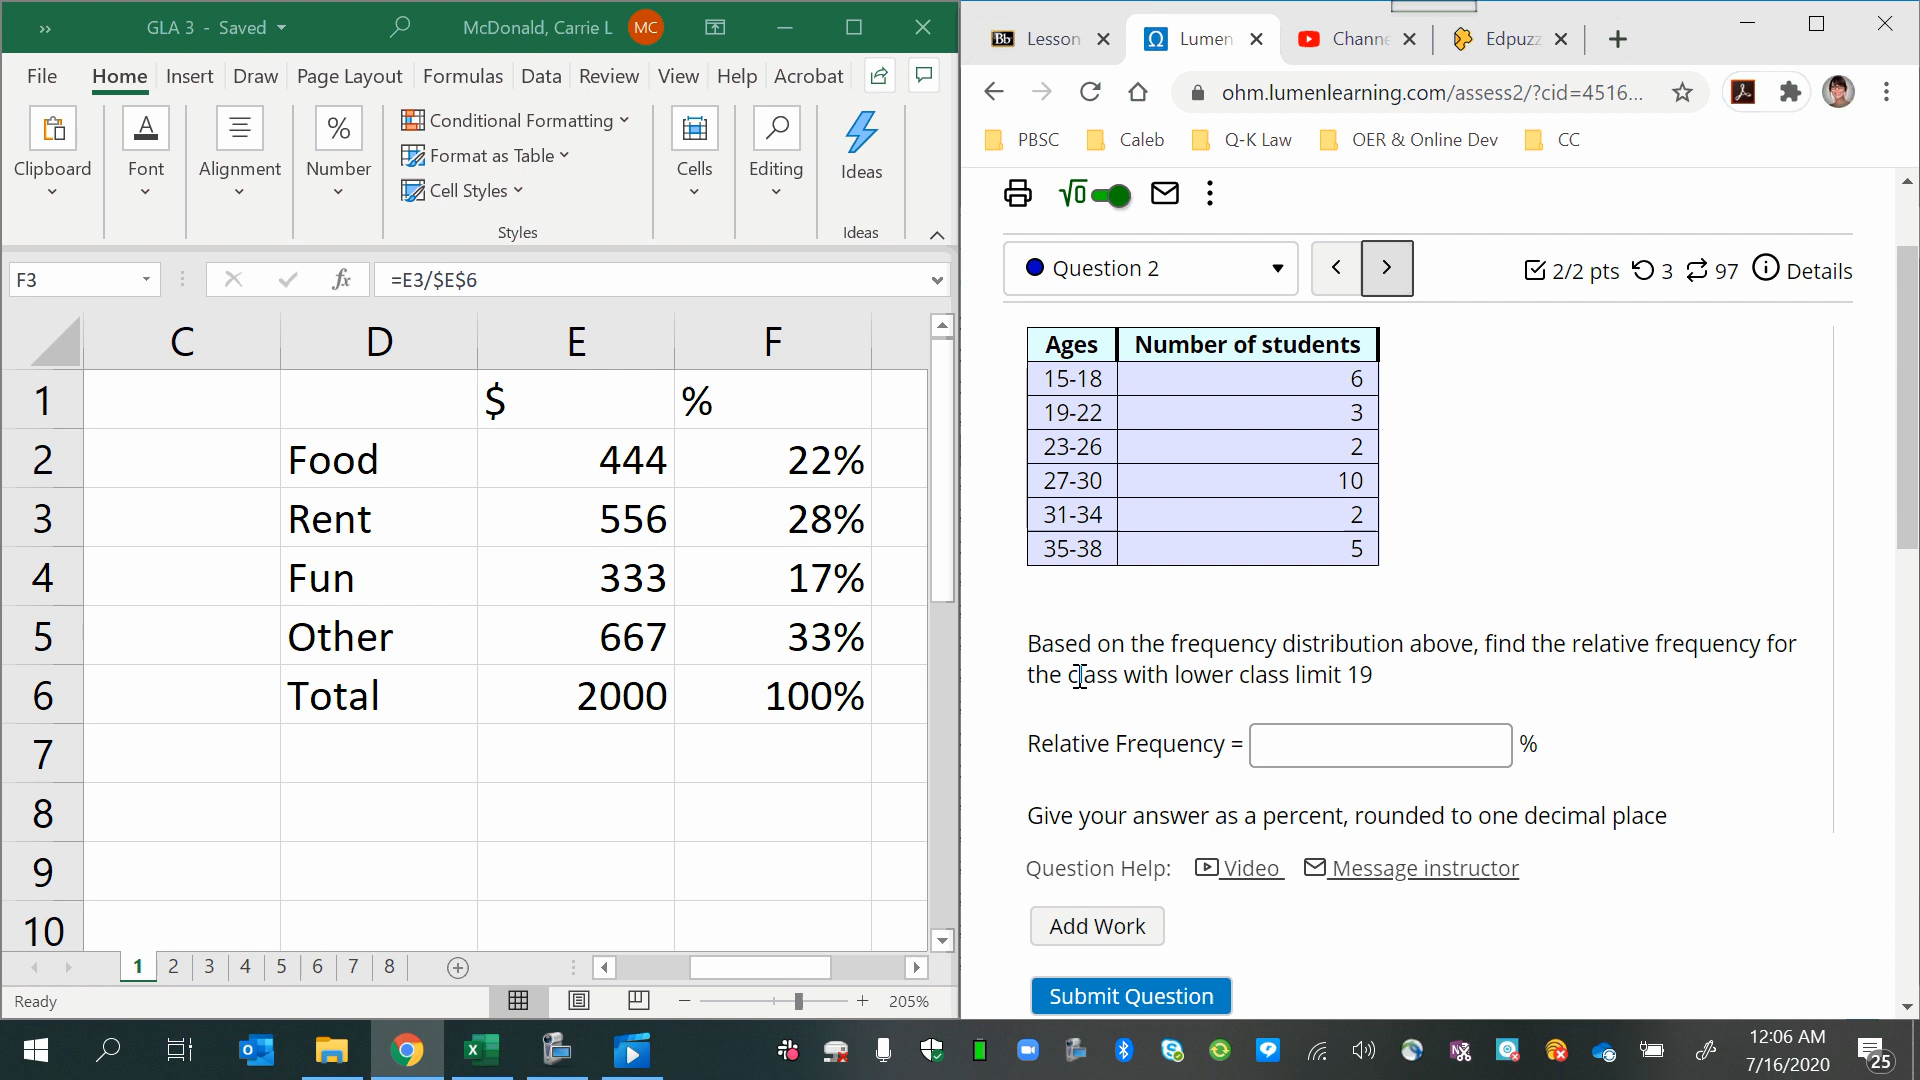 GLA 3 - Saved
McDonald, Carrie L
MC
File Home Insert Draw Page Layout Formulas Data Review View Help Acrobat
Clipboard
Font
Alignment
%
Number
Conditional Formatting
Format as Table
Cell Styles
Styles
Cells
Editing
Ideas
Ideas
F3
fx
=E3/$E$6
C D E F
1 $ %
2 Food 444 22%
3 Rent 556 28%
4 Fun 333 17%
5 Other 667 33%
6 Total 2000 100%
7
8
9
10
1 2 3 4 5 6 7 8
Ready
205%
Bb Lesson
Lumen
Channe
Edpuzz
ohm.lumenlearning.com/assess2/?cid=4516...
PBSC Caleb Q-K Law OER & Online Dev CC
√0
Question 2
2/2 pts 3 97 Details
Ages Number of students
15-18 6
19-22 3
23-26 2
27-30 10
31-34 2
35-38 5
Based on the frequency distribution above, find the relative frequency for
the class with lower class limit 19
Relative Frequency = %
Give your answer as a percent, rounded to one decimal place
Question Help: Video Message instructor
Add Work
Submit Question
12:06 AM
7/16/2020
25